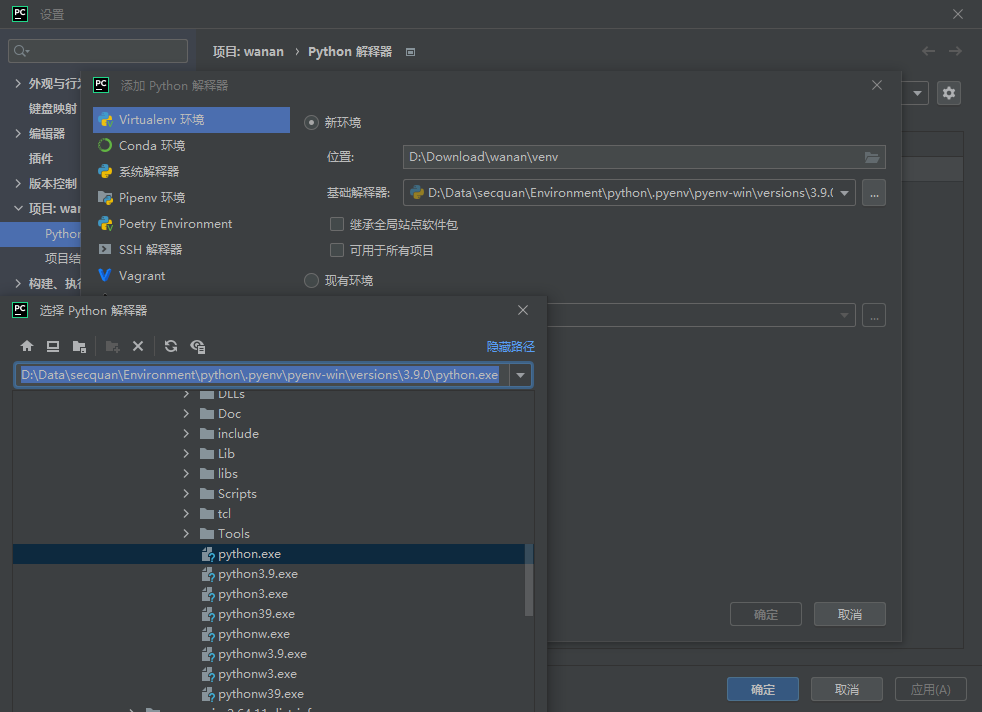 PC 设置
项目: wanan › Python 解释器
外观与行为
键盘映射
编辑器
插件
版本控制
项目: wanan
Python
项目结
构建、执行
PC 添加 Python 解释器
Virtualenv 环境
Conda 环境
系统解释器
Pipenv 环境
Poetry Environment
SSH 解释器
Vagrant
新环境
位置: D:\Download\wanan\venv
基础解释器: D:\Data\secquan\Environment\python\.pyenv\pyenv-win\versions\3.9.0 ...
继承全局站点软件包
可用于所有项目
现有环境
...
确定 取消
PC 选择 Python 解释器
隐藏路径
D:\Data\secquan\Environment\python\.pyenv\pyenv-win\versions\3.9.0\python.exe
DLLs
Doc
include
Lib
libs
Scripts
tcl
Tools
python.exe
python3.9.exe
python3.exe
python39.exe
pythonw.exe
pythonw3.9.exe
pythonw3.exe
pythonw39.exe
确定 取消 应用(A)